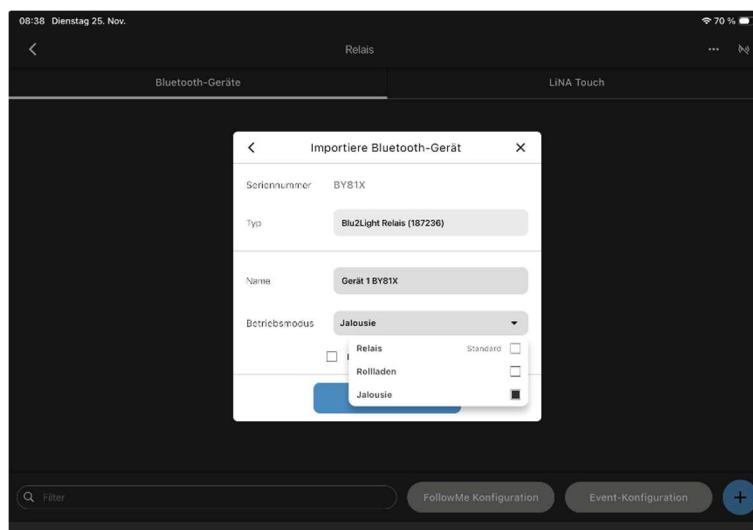 08:38 Dienstag 25. Nov. 70 %
Relais
Bluetooth-Geräte LiNA Touch
Importiere Bluetooth-Gerät
Seriennummer BY81X
Typ Blu2Light Relais (187236)
Name Gerät 1 BY81X
Betriebsmodus Jalousie
Relais Standard
Rollladen
Jalousie
Filter FollowMe Konfiguration Event-Konfiguration